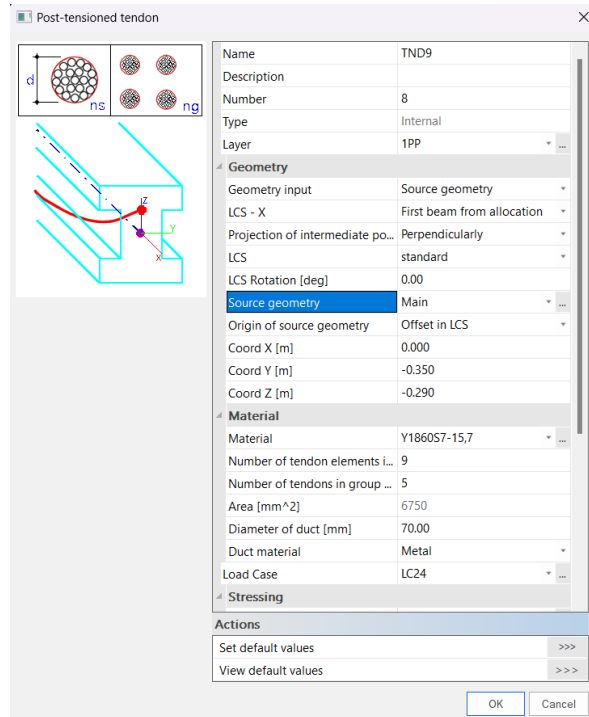 Post-tensioned tendon
d
ns
ng
Z
Y
X
Name TND9
Description
Number 8
Type Internal
Layer 1PP ...
Geometry
Geometry input Source geometry
LCS - X First beam from allocation
Projection of intermediate po... Perpendicularly
LCS standard
LCS Rotation [deg] 0.00
Source geometry Main ...
Origin of source geometry Offset in LCS
Coord X [m] 0.000
Coord Y [m] -0.350
Coord Z [m] -0.290
Material
Material Y1860S7-15,7 ...
Number of tendon elements i... 9
Number of tendons in group ... 5
Area [mm^2] 6750
Diameter of duct [mm] 70.00
Duct material Metal
Load Case LC24 ...
Stressing
Actions
Set default values >>>
View default values >>>
OK Cancel